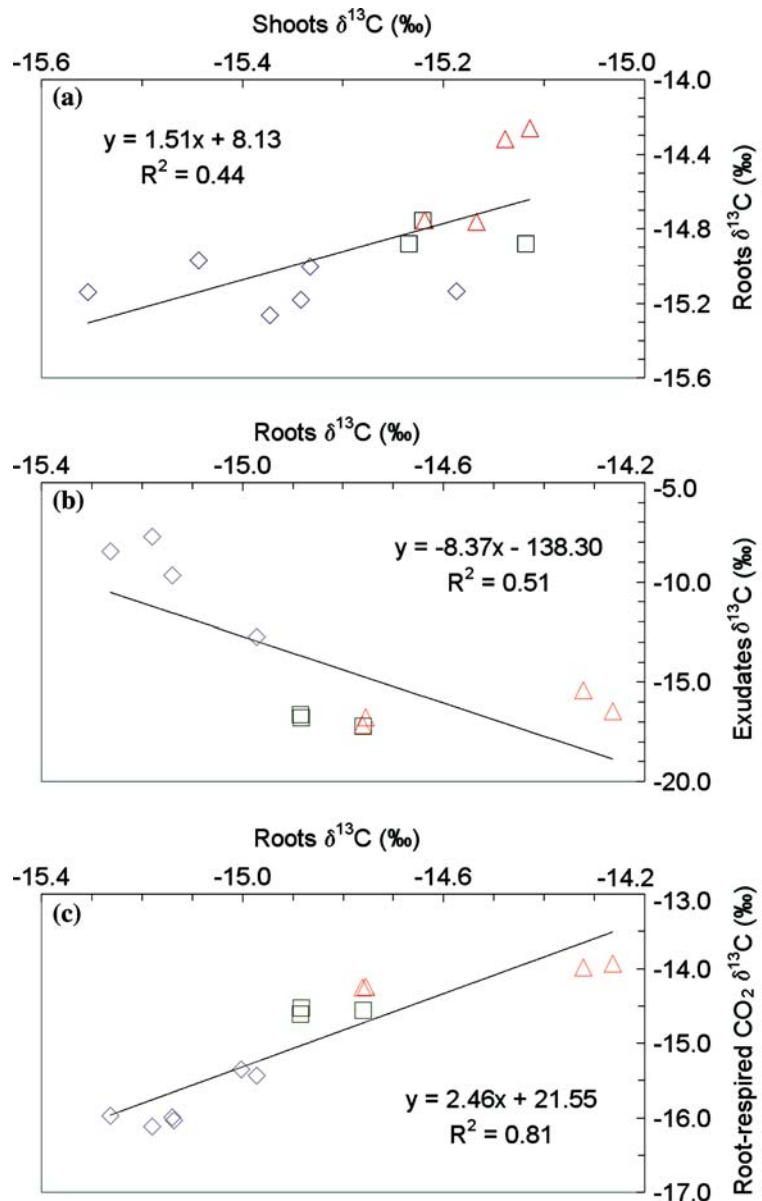 Shoots δ13C (‰)
-15.6 -15.4 -15.2 -15.0
(a)
y = 1.51x + 8.13
R2 = 0.44
-14.0
-14.4
-14.8
-15.2
-15.6
Roots δ13C (‰)
Roots δ13C (‰)
-15.4 -15.0 -14.6 -14.2
(b)
y = -8.37x - 138.30
R2 = 0.51
-5.0
-10.0
-15.0
-20.0
Exudates δ13C (‰)
Roots δ13C (‰)
-15.4 -15.0 -14.6 -14.2
(c)
y = 2.46x + 21.55
R2 = 0.81
-13.0
-14.0
-15.0
-16.0
-17.0
Root-respired CO2 δ13C (‰)